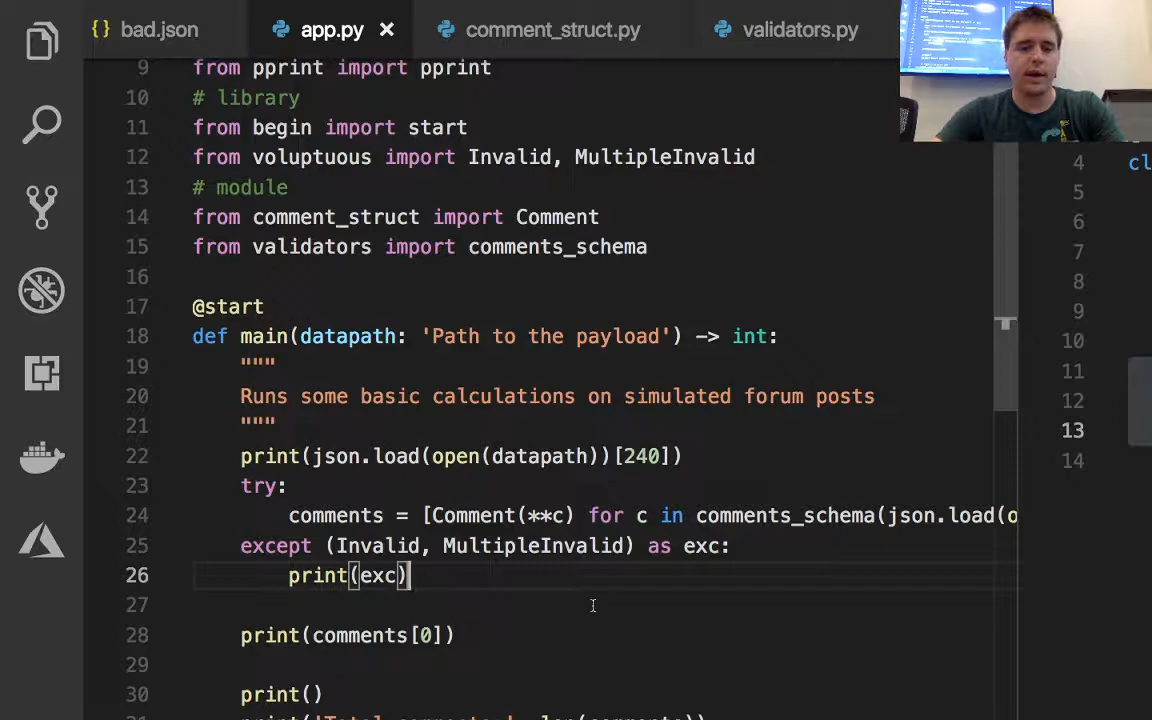 {} bad.json app.py × comment_struct.py validators.py
9 from pprint import pprint
10 # library
11 from begin import start
12 from voluptuous import Invalid, MultipleInvalid
13 # module
14 from comment_struct import Comment
15 from validators import comments_schema
16
17 @start
18 def main(datapath: 'Path to the payload') -> int:
19 """
20 Runs some basic calculations on simulated forum posts
21 """
22 print(json.load(open(datapath))[240])
23 try:
24 comments = [Comment(**c) for c in comments_schema(json.load(o
25 except (Invalid, MultipleInvalid) as exc:
26 print(exc)
27
28 print(comments[0])
29
30 print()
4 cl
5
6
7
8
9
10
11
12
13
14